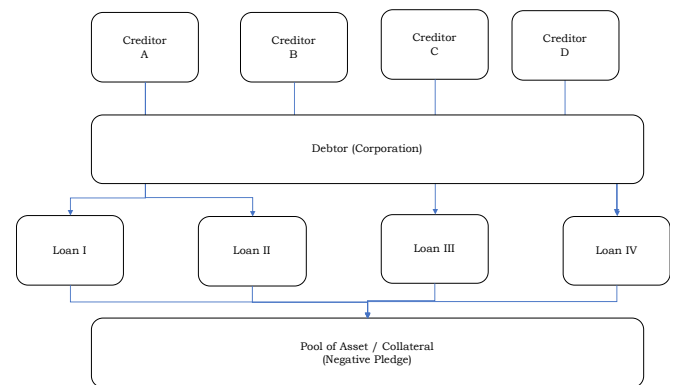 Creditor
A
Creditor
B
Creditor
C
Creditor
D
Debtor (Corporation)
Loan I
Loan II
Loan III
Loan IV
Pool of Asset / Collateral
(Negative Pledge)